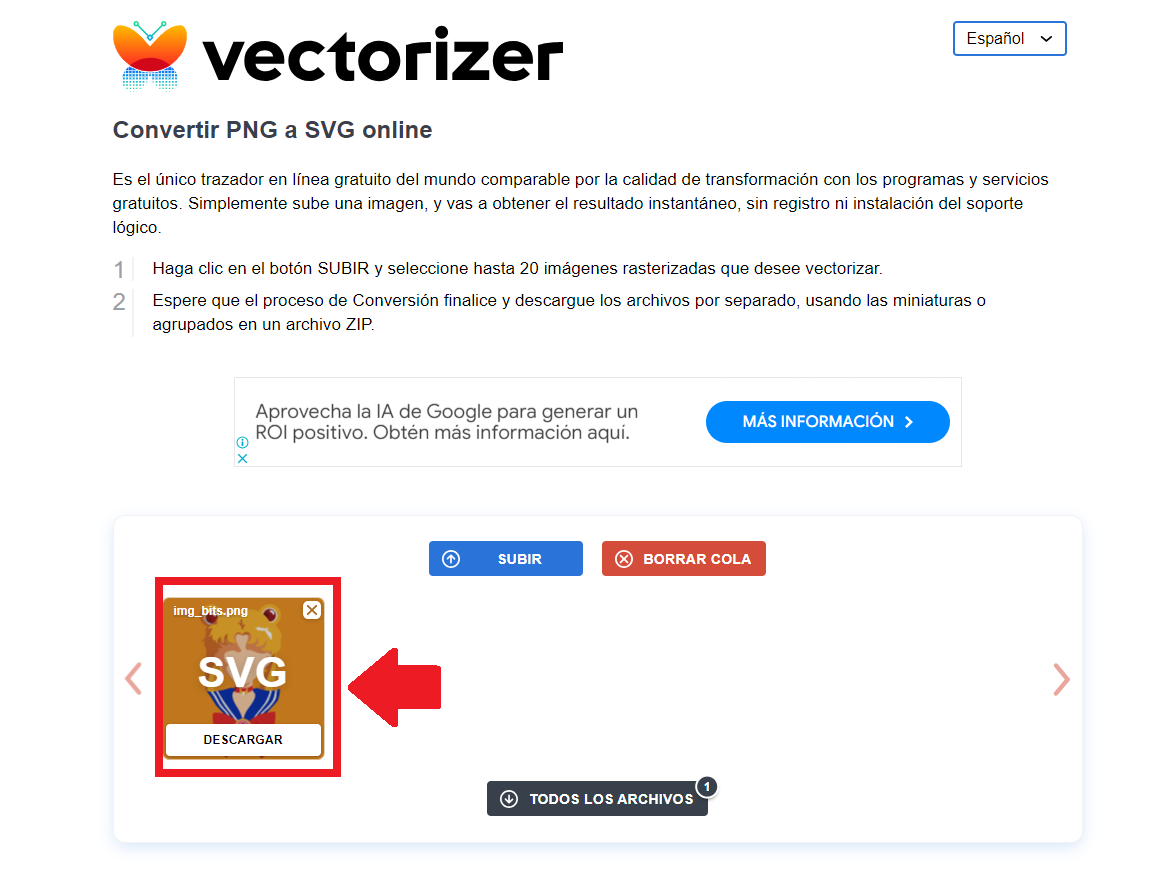 vectorizer
Español
Convertir PNG a SVG online
Es el único trazador en línea gratuito del mundo comparable por la calidad de transformación con los programas y servicios
gratuitos. Simplemente sube una imagen, y vas a obtener el resultado instantáneo, sin registro ni instalación del soporte
lógico.
1 Haga clic en el botón SUBIR y seleccione hasta 20 imágenes rasterizadas que desee vectorizar.
2 Espere que el proceso de Conversión finalice y descargue los archivos por separado, usando las miniaturas o
agrupados en un archivo ZIP.
Aprovecha la IA de Google para generar un
ROI positivo. Obtén más información aquí.
MÁS INFORMACIÓN
SUBIR
BORRAR COLA
img_bits.png
SVG
DESCARGAR
TODOS LOS ARCHIVOS
1